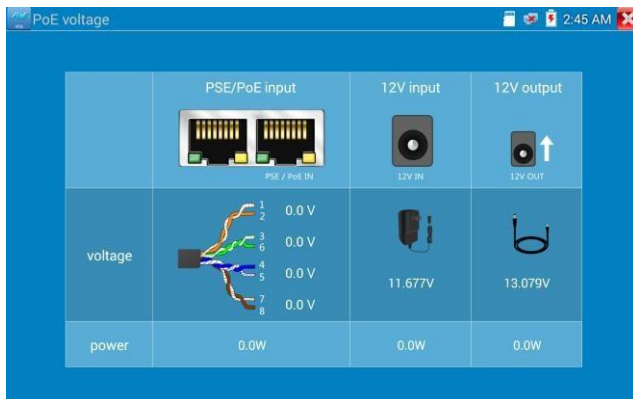 PoE voltage
2:45 AM
PSE/PoE input
12V input
12V output
PSE / PoE IN
12V IN
12V OUT
voltage
1
2
0.0 V
3
6
0.0 V
4
5
0.0 V
7
8
0.0 V
11.677V
13.079V
power
0.0W
0.0W
0.0W